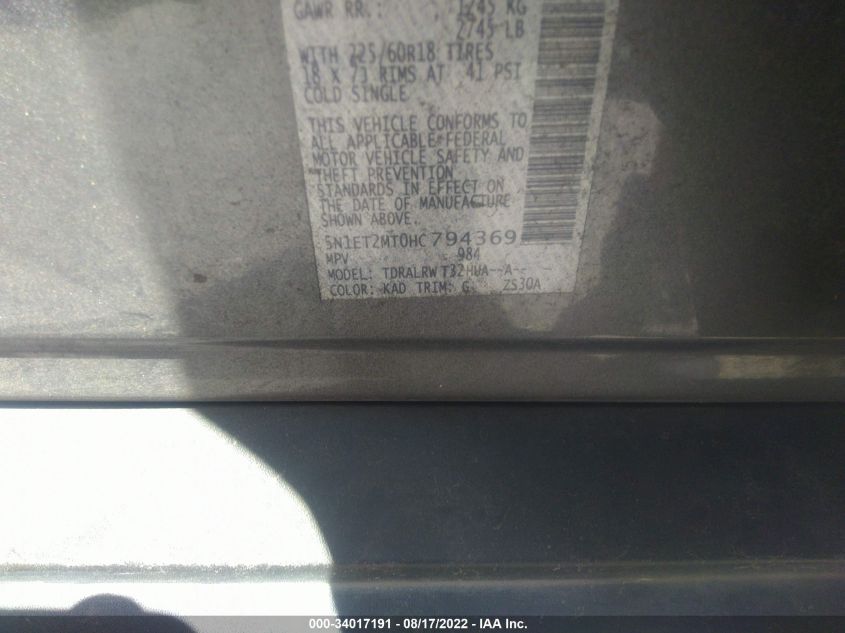 GAWR RR.: 1245 KG
2745 LB
WITH 225/60R18 TIRES
18 X 7J RIMS AT 41 PSI
COLD SINGLE
THIS VEHICLE CONFORMS TO
ALL APPLICABLE FEDERAL
MOTOR VEHICLE SAFETY AND
THEFT PREVENTION
STANDARDS IN EFFECT ON
THE DATE OF MANUFACTURE
SHOWN ABOVE.
5N1ET2MT0HC794369
MPV 984
MODEL: TDRALRWT32HUA--A--
COLOR: KAD TRIM: G ZS30A
000-34017191 - 08/17/2022 - IAA Inc.